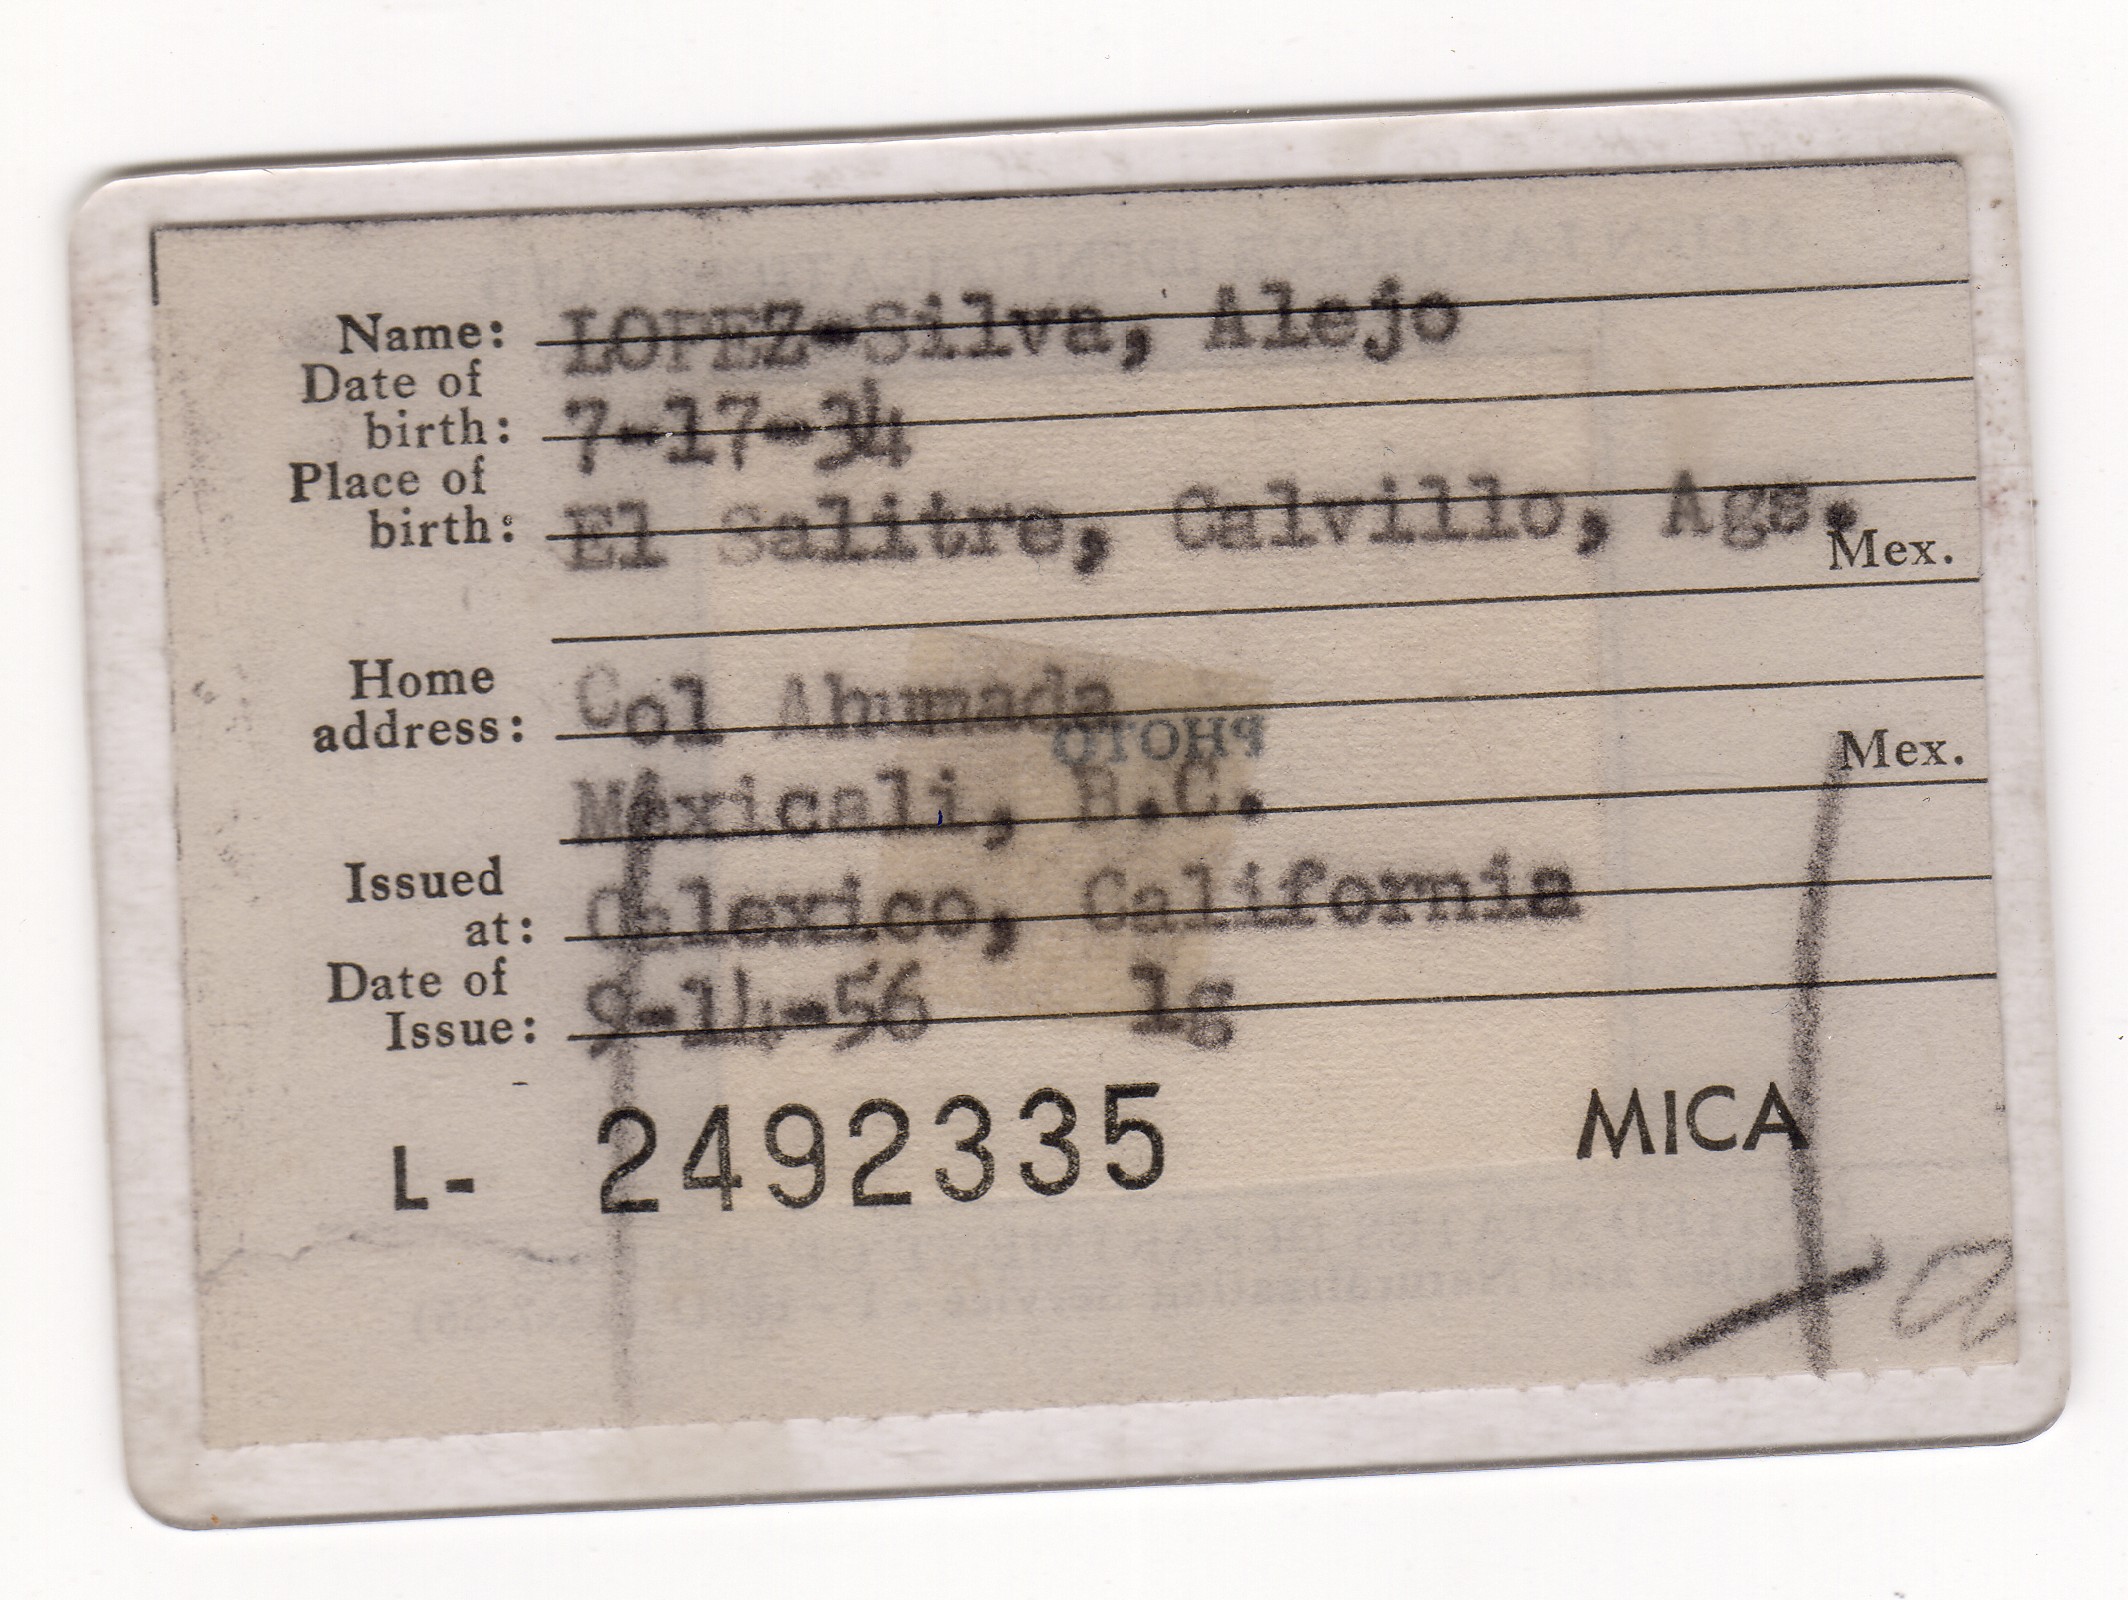 Name: LOPEZ-Silva, Alejo
Date of
birth: 7-17-34
Place of
birth: El Salitre, Calvillo, Ags.
Mex.
Home
address: Col Ahumada
Mex.
Mexicali, B.C.
Issued
at: Calexico, California
Date of
Issue: 9-14-56 lg
L- 2492335 MICA
PHOTO